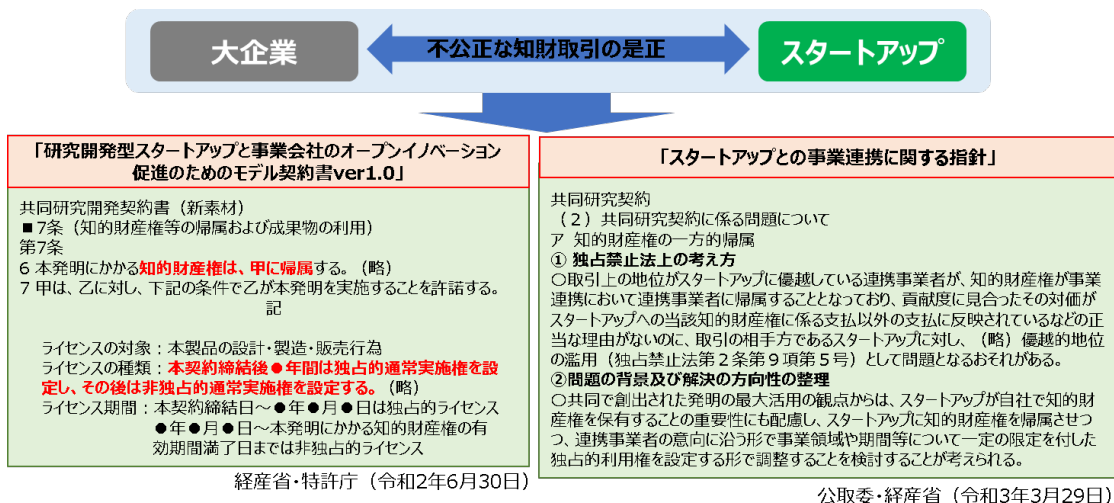 大企業
不公正な知財取引の是正
スタートアップ
「研究開発型スタートアップと事業会社のオープンイノベーション
促進のためのモデル契約書ver1.0」
共同研究開発契約書（新素材）
■7条（知的財産権等の帰属および成果物の利用）
第7条
6 本発明にかかる知的財産権は、甲に帰属する。（略）
7 甲は、乙に対し、下記の条件で乙が本発明を実施することを許諾する。
記
ライセンスの対象：本製品の設計・製造・販売行為
ライセンスの種類：本契約締結後●年間は独占的通常実施権を設
定し、その後は非独占的通常実施権を設定する。（略）
ライセンス期間：本契約締結日～●年●月●日は独占的ライセンス
●年●月●日～本発明にかかる知的財産権の有
効期間満了日までは非独占的ライセンス
経産省・特許庁（令和2年6月30日）
「スタートアップとの事業連携に関する指針」
共同研究契約
（２）共同研究契約に係る問題について
ア 知的財産権の一方的帰属
① 独占禁止法上の考え方
○取引上の地位がスタートアップに優越している連携事業者が、知的財産権が事業
連携において連携事業者に帰属することとなっており、貢献度に見合ったその対価が
スタートアップへの当該知的財産権に係る支払以外の支払に反映されているなどの正
当な理由がないのに、取引の相手方であるスタートアップに対し、（略）優越的地位
の濫用（独占禁止法第２条第９項第５号）として問題となるおそれがある。
②問題の背景及び解決の方向性の整理
○共同で創出された発明の最大活用の観点からは、スタートアップが自社で知的財
産権を保有することの重要性にも配慮し、スタートアップに知的財産権を帰属させつ
つ、連携事業者の意向に沿う形で事業領域や期間等について一定の限定を付した
独占的利用権を設定する形で調整することを検討することが考えられる。
公取委・経産省（令和3年3月29日）